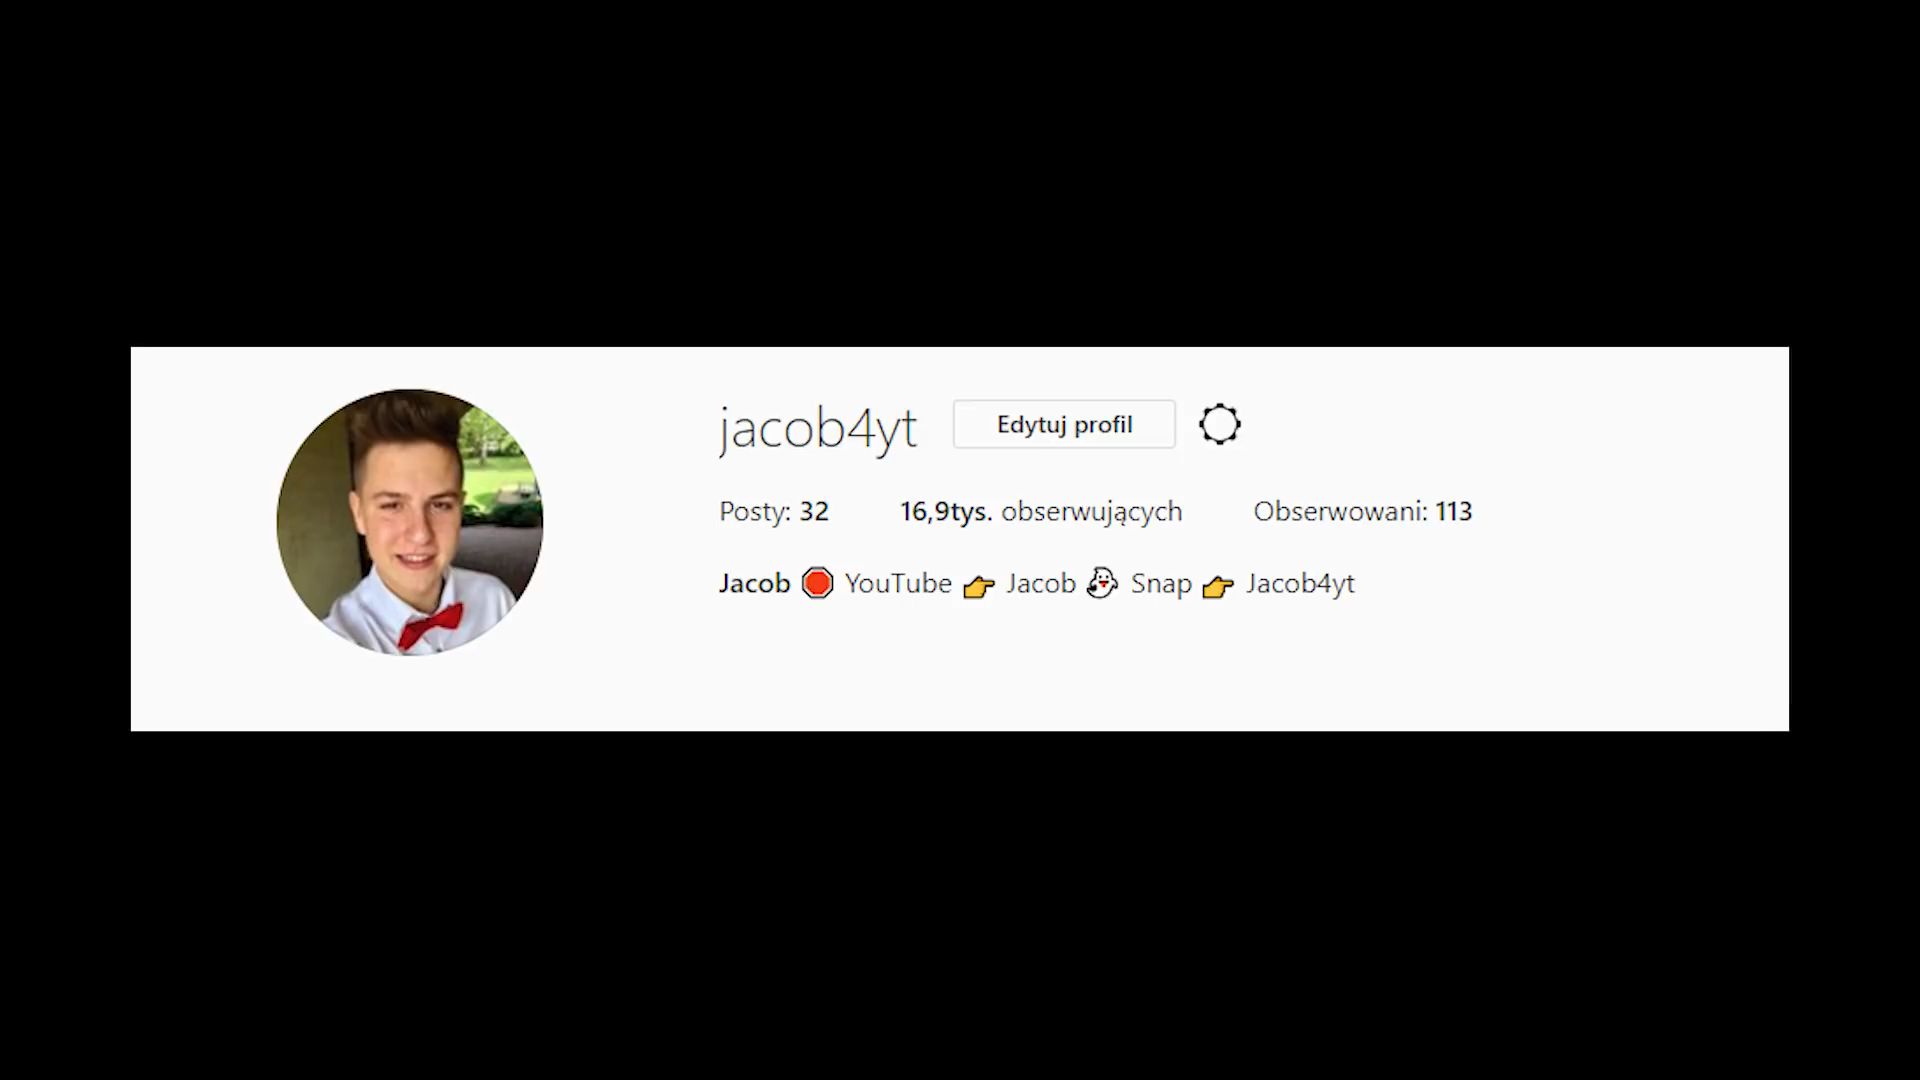 jacob4yt Edytuj profil
Posty: 32 16,9tys. obserwujących Obserwowani: 113
Jacob 🛑 YouTube 👉 Jacob 👻 Snap 👉 Jacob4yt